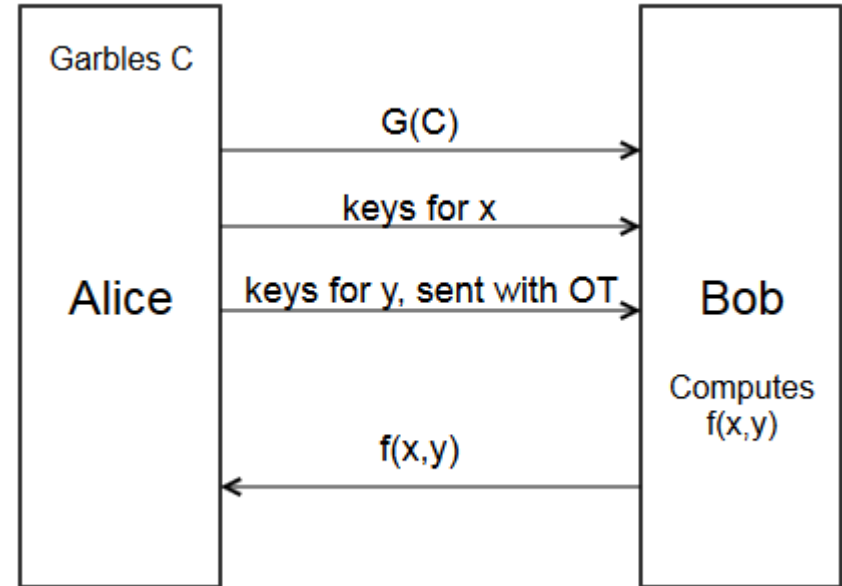 Garbles C
G(C)
keys for x
Alice
keys for y, sent with OT
Bob
Computes
f(x,y)
f(x,y)